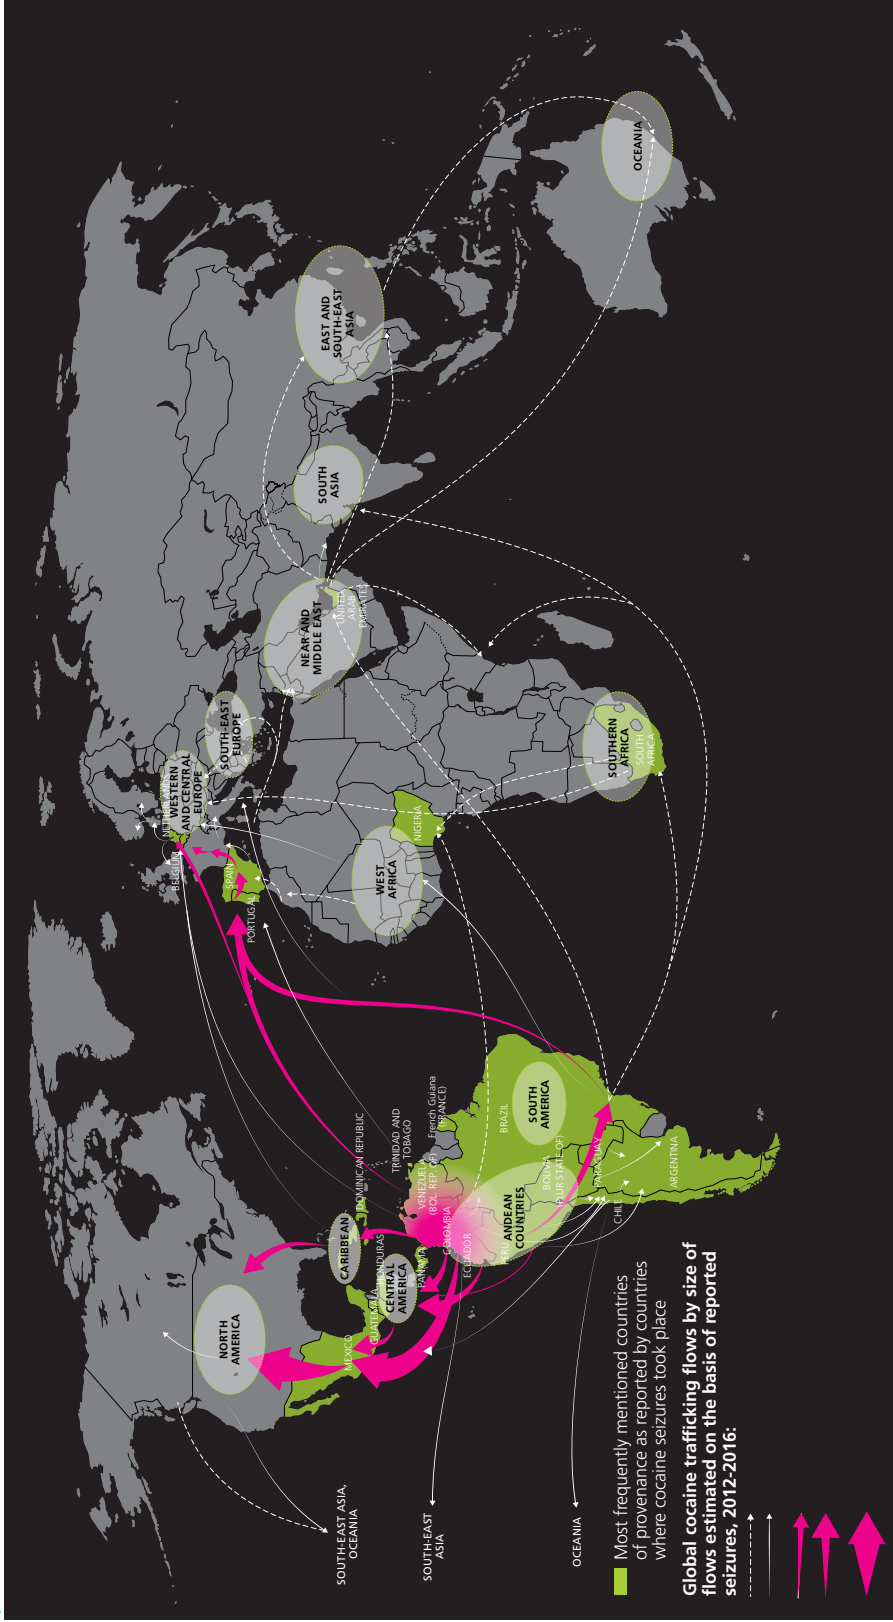 NORTH
AMERICA
CARIBBEAN
DOMINICAN REPUBLIC
MEXICO
GUATEMALA
HONDURAS
CENTRAL
AMERICA
PANAMA
TRINIDAD AND
TOBAGO
VENEZUELA
(BOL. REP. OF)
French Guiana
(FRANCE)
COLOMBIA
ECUADOR
PERU
ANDEAN
COUNTRIES
BRAZIL
SOUTH
AMERICA
BOLIVIA
(PLUR STATE OF)
PARAGUAY
CHILE
ARGENTINA
NETHERLANDS
BELGIUM
WESTERN
AND CENTRAL
EUROPE
SOUTH-EAST
EUROPE
SPAIN
PORTUGAL
WEST
AFRICA
NIGERIA
SOUTHERN
AFRICA
SOUTH
AFRICA
NEAR AND
MIDDLE EAST
UNITED
ARAB
EMIRATES
SOUTH
ASIA
EAST AND
SOUTH-EAST
ASIA
OCEANIA
SOUTH-EAST ASIA,
OCEANIA
SOUTH-EAST
ASIA
OCEANIA
Most frequently mentioned countries
of provenance as reported by countries
where cocaine seizures took place
Global cocaine trafficking flows by size of
flows estimated on the basis of reported
seizures, 2012-2016: